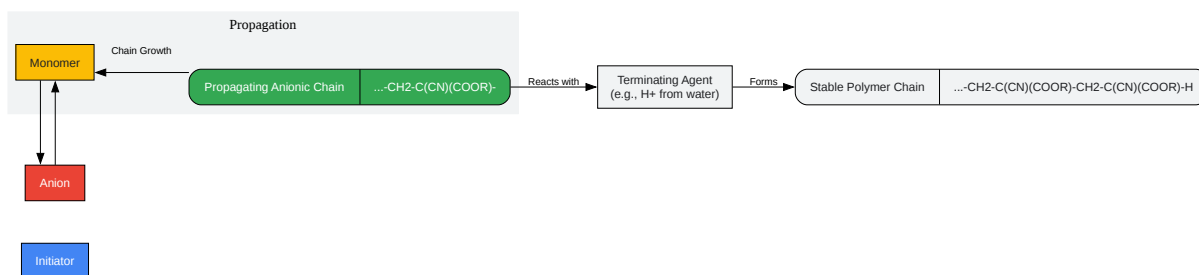 Propagation
Chain Growth
Monomer
Propagating Anionic Chain
...-CH2-C(CN)(COOR)-
Reacts with
Terminating Agent
(e.g., H+ from water)
Forms
Stable Polymer Chain
...-CH2-C(CN)(COOR)-CH2-C(CN)(COOR)-H
Anion
Initiator